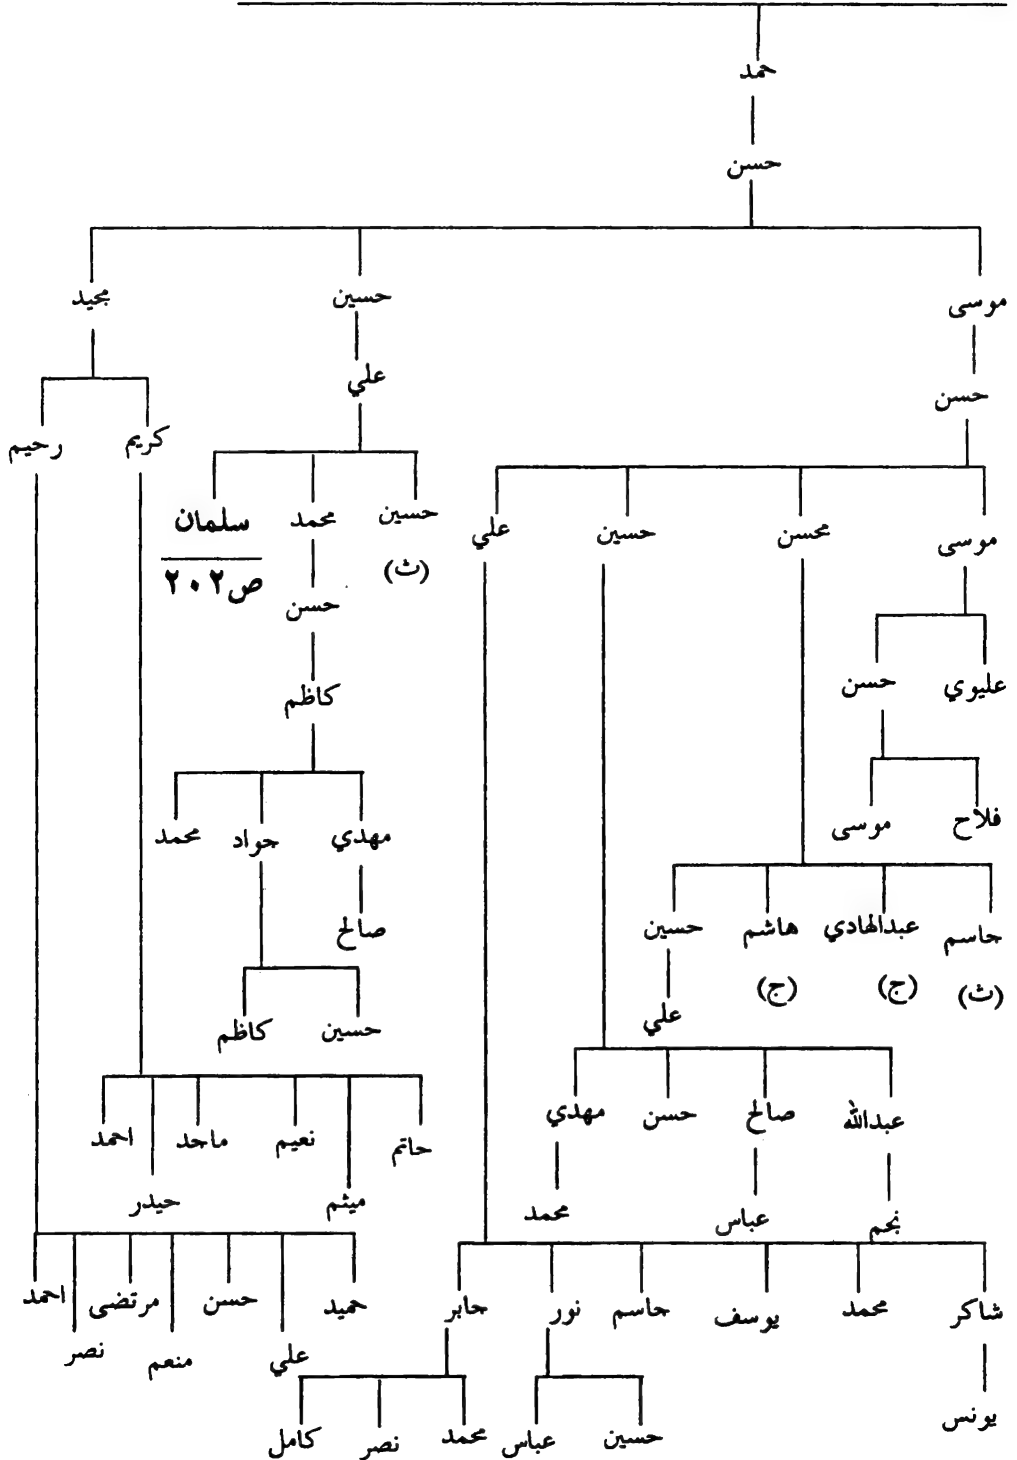 حمد
حسن
موسى
حسين
مجيد
حسن
علي
كريم
رحيم
موسى
محسن
حسين
علي
حسين
(ث)
محمد
سلمان
ص٢٠٢
حسن
كاظم
عليوي
حسن
فلاح
موسى
مهدي
جواد
محمد
صالح
حسين
كاظم
جاسم
(ث)
عبدالهادي
(ج)
هاشم
(ج)
حسين
علي
عبدالله
صالح
حسن
مهدي
نجم
عباس
محمد
حاتم
ميثم
نعيم
ماجد
حيدر
احمد
شاكر
محمد
يوسف
جاسم
نور
جابر
حميد
علي
حسن
منعم
مرتضى
نصر
احمد
يونس
حسين
عباس
محمد
نصر
كامل